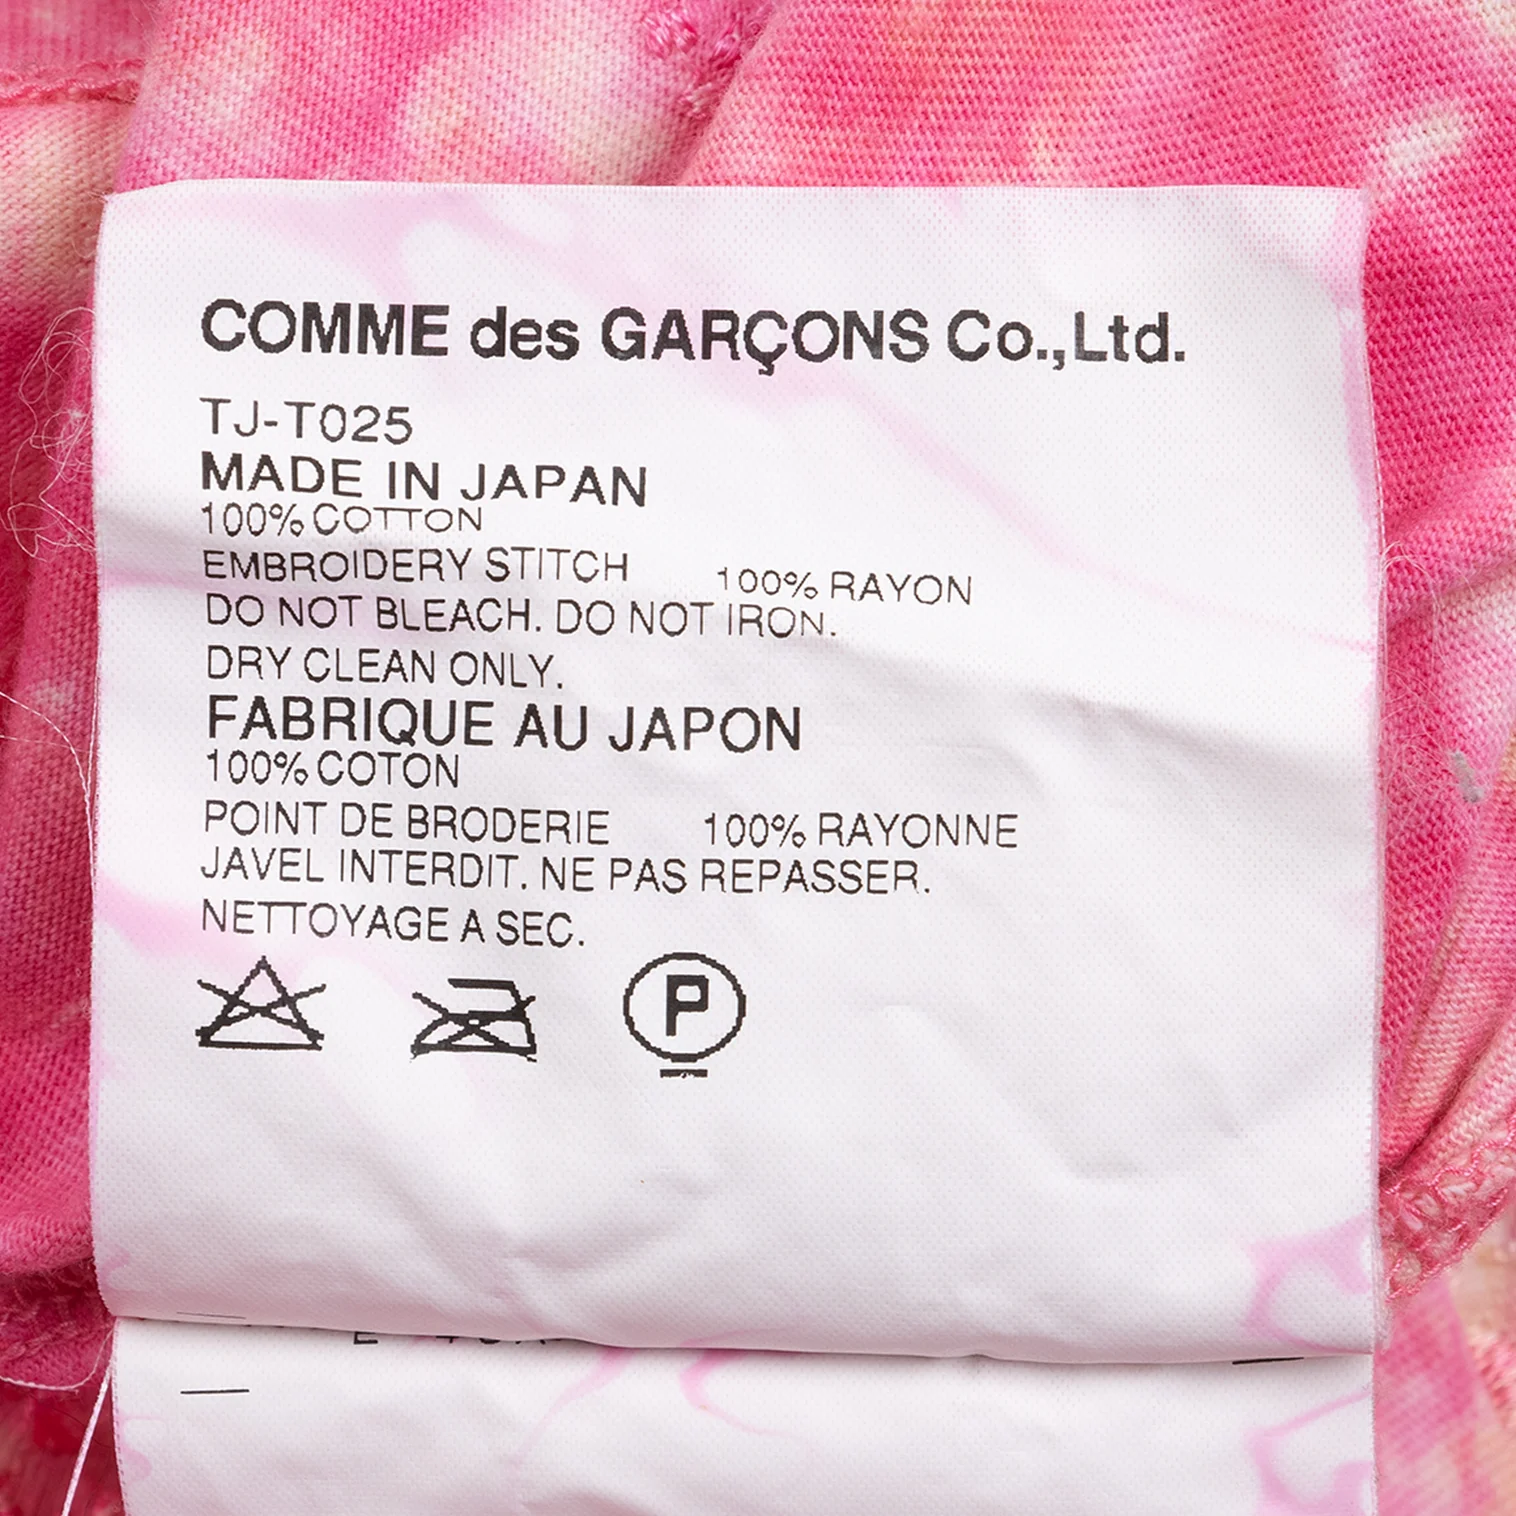 COMME des GARÇONS Co.,Ltd.
TJ-T025
MADE IN JAPAN
100% COTTON
EMBROIDERY STITCH 100% RAYON
DO NOT BLEACH. DO NOT IRON.
DRY CLEAN ONLY.
FABRIQUE AU JAPON
100% COTON
POINT DE BRODERIE 100% RAYONNE
JAVEL INTERDIT. NE PAS REPASSER.
NETTOYAGE A SEC.
P